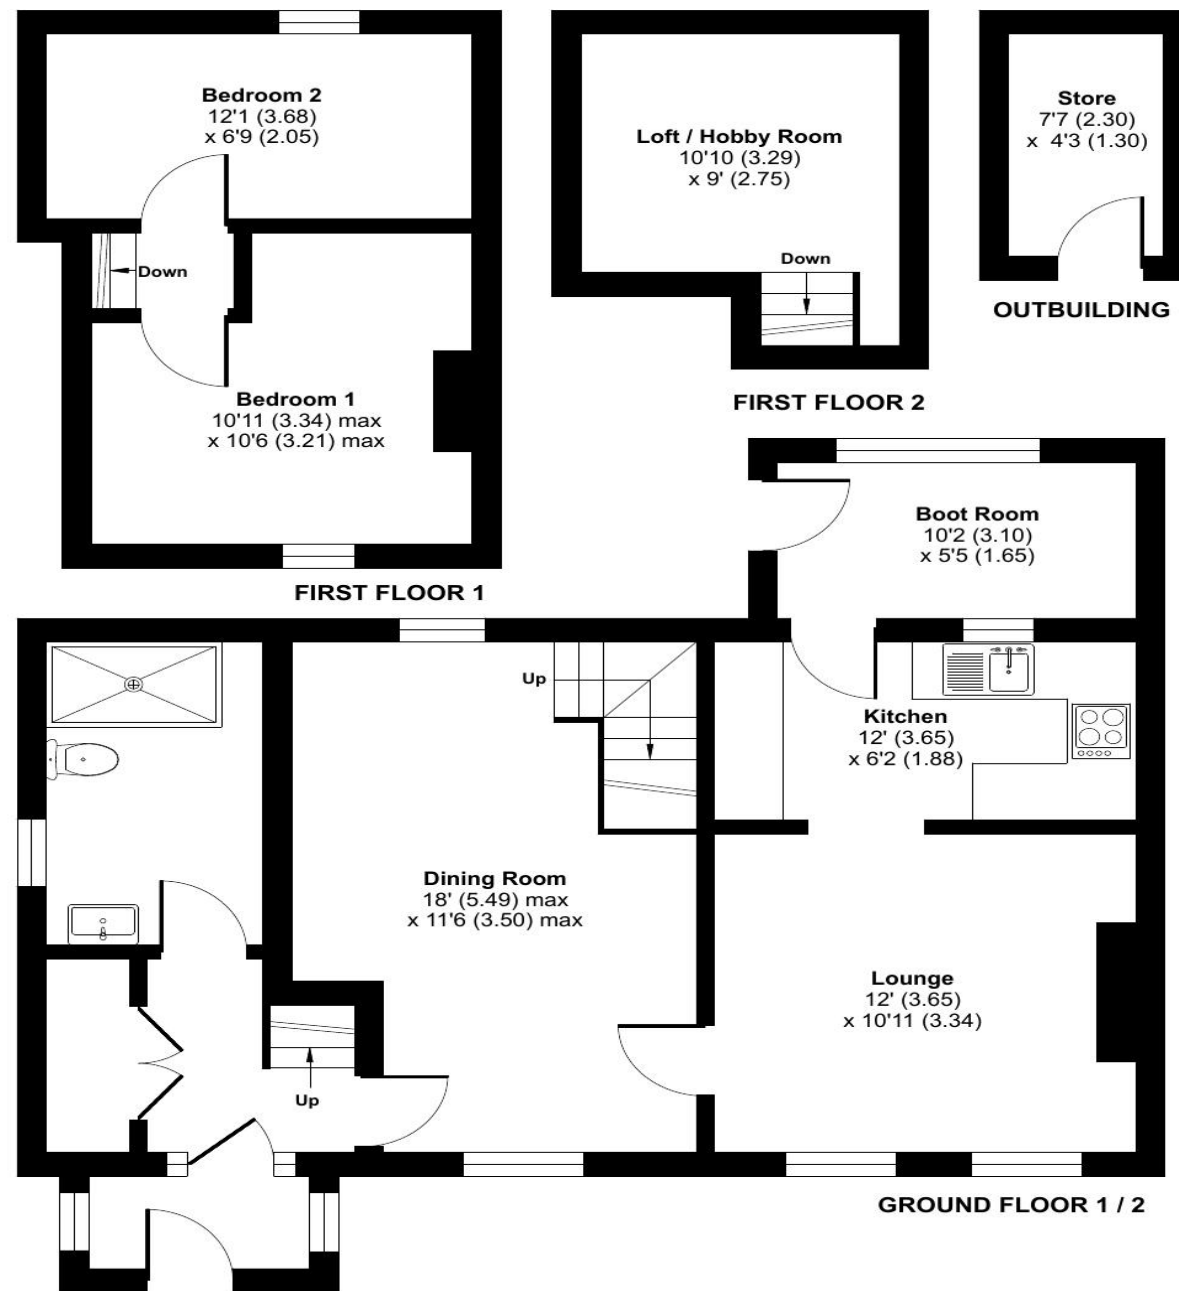 Bedroom 2
12'1 (3.68)
x 6'9 (2.05)
Down
Bedroom 1
10'11 (3.34) max
x 10'6 (3.21) max
FIRST FLOOR 1
Loft / Hobby Room
10'10 (3.29)
x 9' (2.75)
Down
FIRST FLOOR 2
Store
7'7 (2.30)
x 4'3 (1.30)
OUTBUILDING
Boot Room
10'2 (3.10)
x 5'5 (1.65)
Up
Kitchen
12' (3.65)
x 6'2 (1.88)
Dining Room
18' (5.49) max
x 11'6 (3.50) max
Lounge
12' (3.65)
x 10'11 (3.34)
Up
GROUND FLOOR 1 / 2